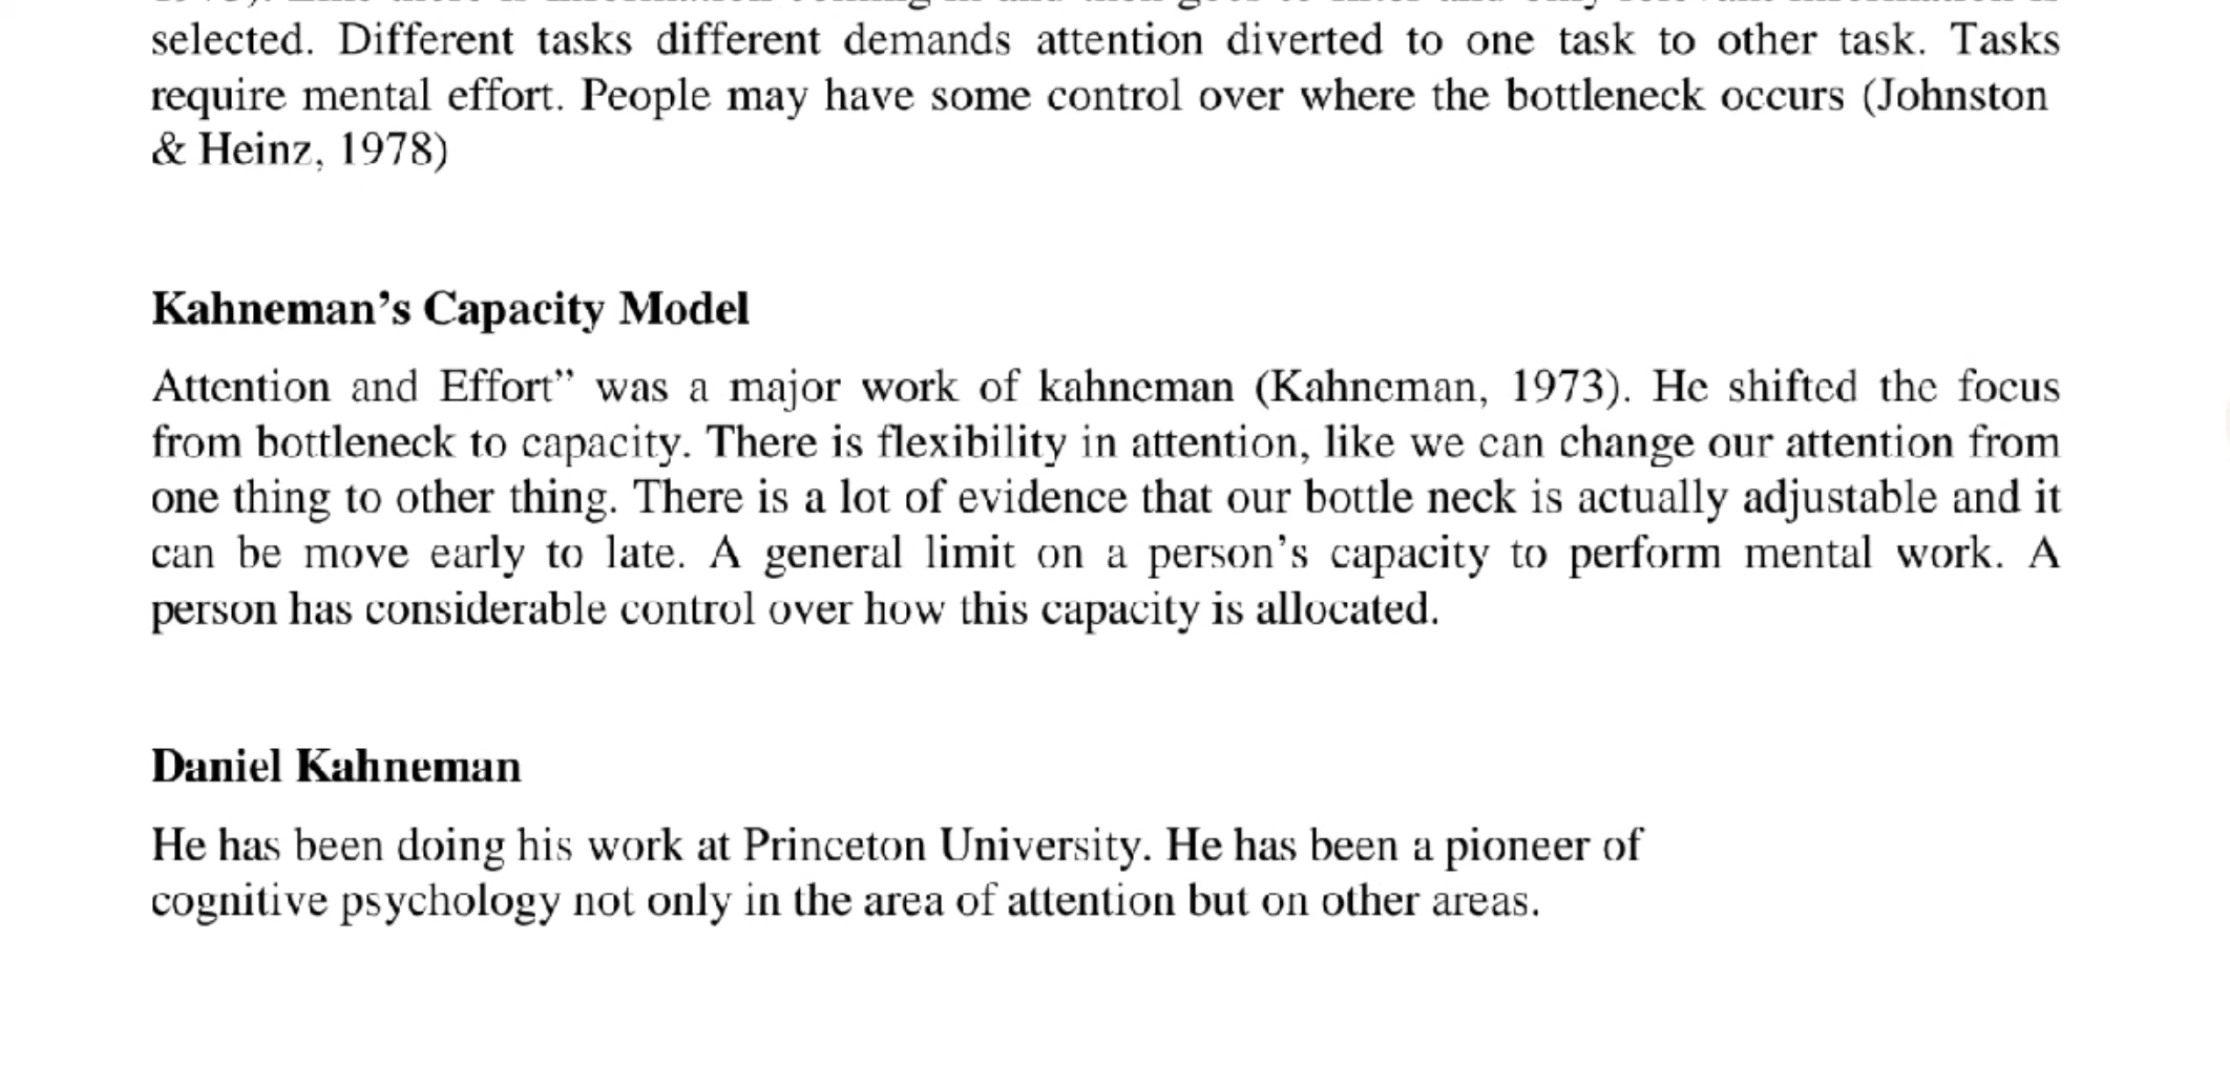 selected. Different tasks different demands attention diverted to one task to other task. Tasks
require mental effort. People may have some control over where the bottleneck occurs (Johnston
& Heinz, 1978)
Kahneman's Capacity Model
Attention and Effort” was a major work of kahneman (Kahneman, 1973). He shifted the focus
from bottleneck to capacity. There is flexibility in attention, like we can change our attention from
one thing to other thing. There is a lot of evidence that our bottle neck is actually adjustable and it
can be move early to late. A general limit on a person’s capacity to perform mental work. A
person has considerable control over how this capacity is allocated.
Daniel Kahneman
He has been doing his work at Princeton University. He has been a pioneer of
cognitive psychology not only in the area of attention but on other areas.